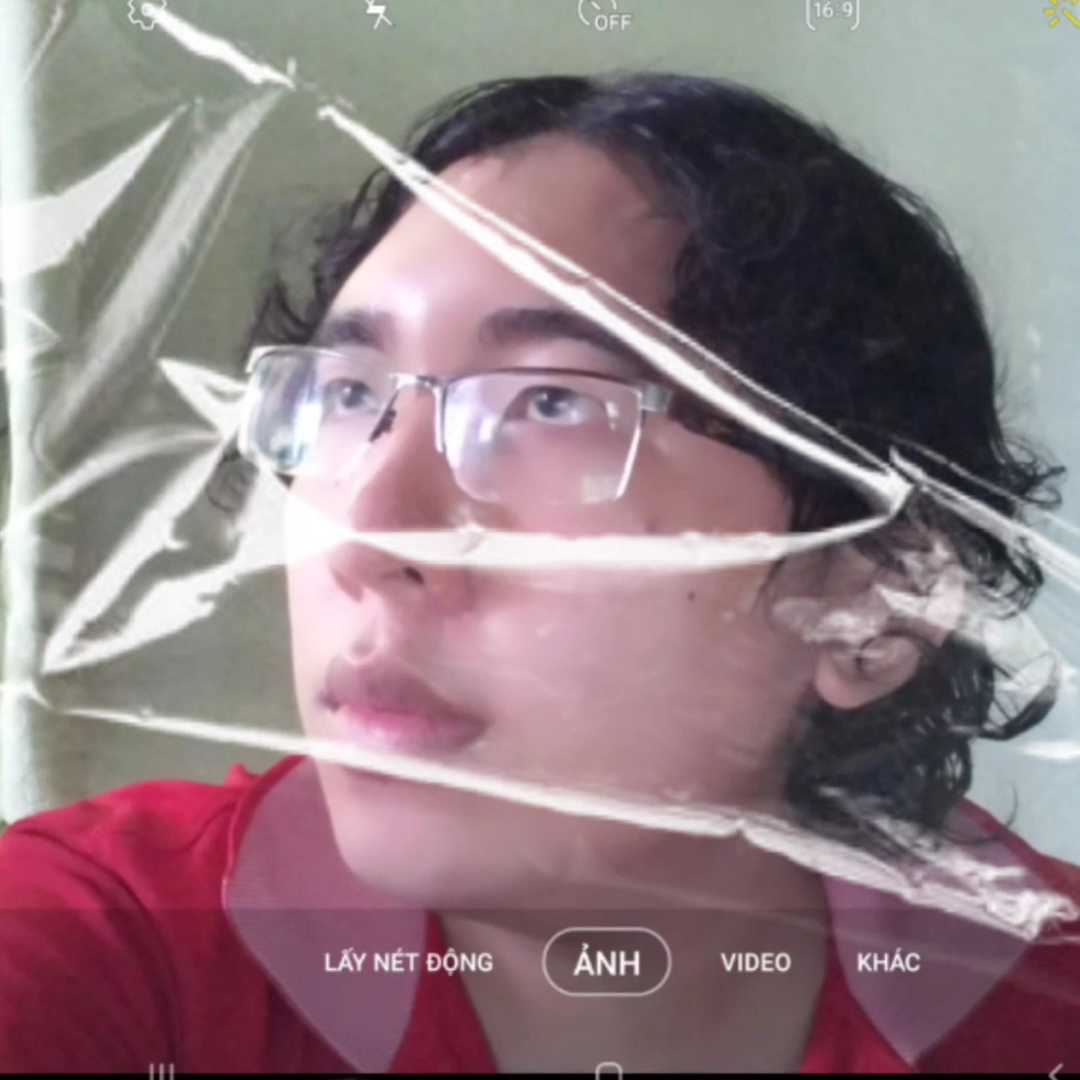 OFF
16:9
LẤY NÉT ĐỘNG
ẢNH
VIDEO
KHÁC